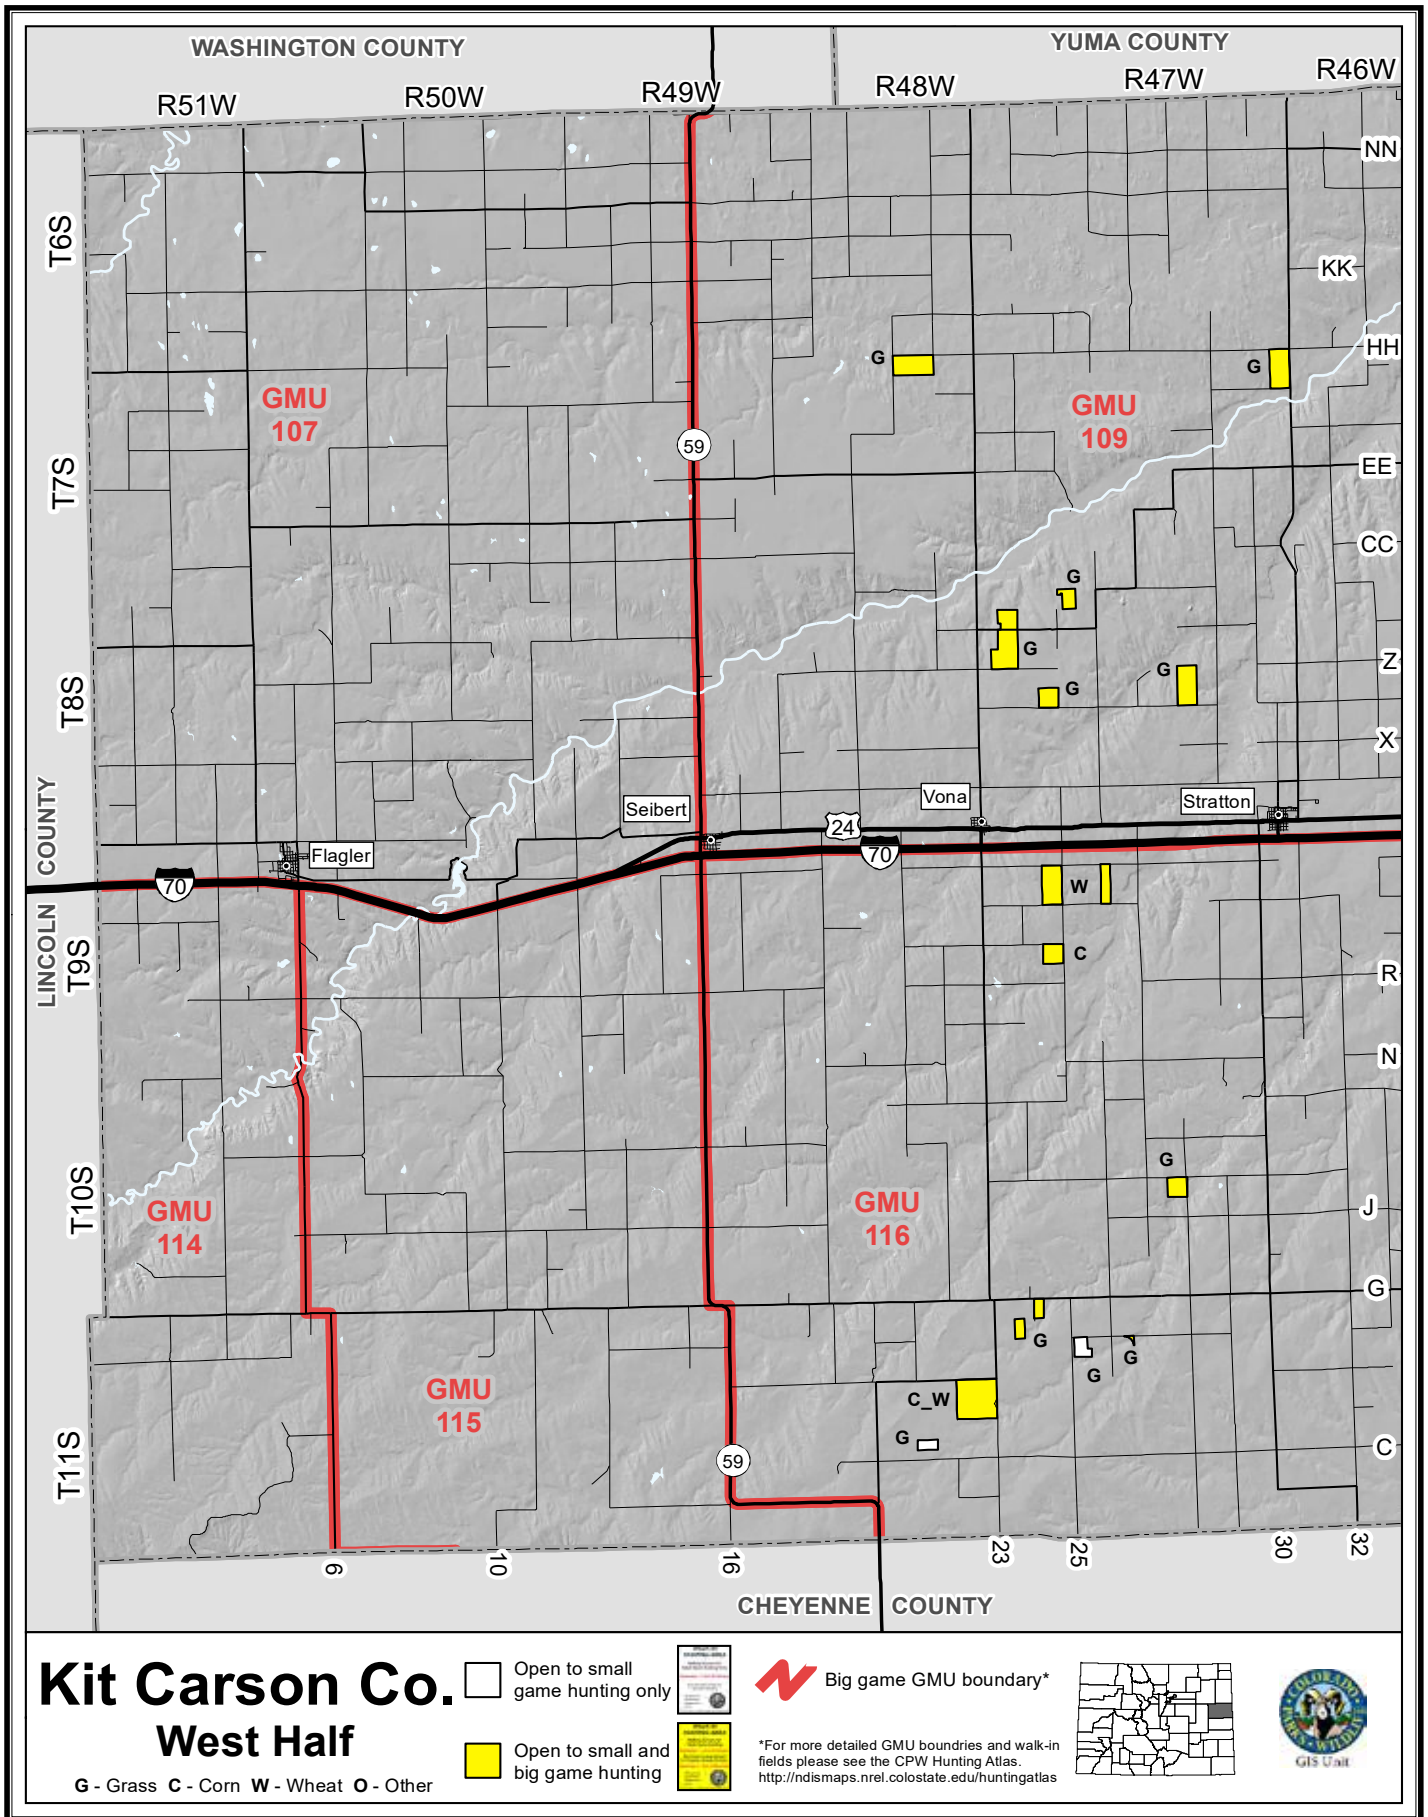 WASHINGTON COUNTY
YUMA COUNTY
R51W
R50W
R49W
R48W
R47W
R46W
NN
T6S
KK
HH
G
G
GMU
107
GMU
109
59
EE
T7S
CC
G
G
Z
G
G
T8S
X
LINCOLN COUNTY
Seibert
Vona
Stratton
24
Flagler
70
70
W
T9S
C
R
N
G
T10S
GMU
114
GMU
116
J
G
G
G
G
GMU
115
C_W
G
T11S
59
C
6
10
16
23
25
30
32
CHEYENNE COUNTY
Kit Carson Co.
West Half
G - Grass C - Corn W - Wheat O - Other
Open to small
game hunting only
Open to small and
big game hunting
Big game GMU boundary*
*For more detailed GMU boundries and walk-in
fields please see the CPW Hunting Atlas.
http://ndismaps.nrel.colostate.edu/huntingatlas
COLORADO
PARKS & WILDLIFE
GIS Unit